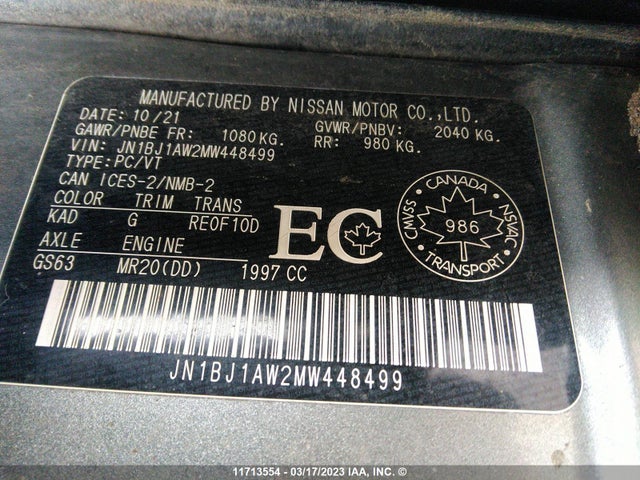 MANUFACTURED BY NISSAN MOTOR CO.,LTD.
DATE: 10/21
GAWR/PNBE FR: 1080 KG. GVWR/PNBV: 2040 KG.
RR: 980 KG.
VIN: JN1BJ1AW2MW448499
TYPE:PC/VT
CAN ICES-2/NMB-2
COLOR TRIM TRANS
KAD G RE0F10D
AXLE ENGINE
GS63 MR20(DD) 1997 CC
EC
CANADA
CMVSS 986 NSVAC
TRANSPORT
JN1BJ1AW2MW448499
11713554 - 03/17/2023 IAA, INC. ©